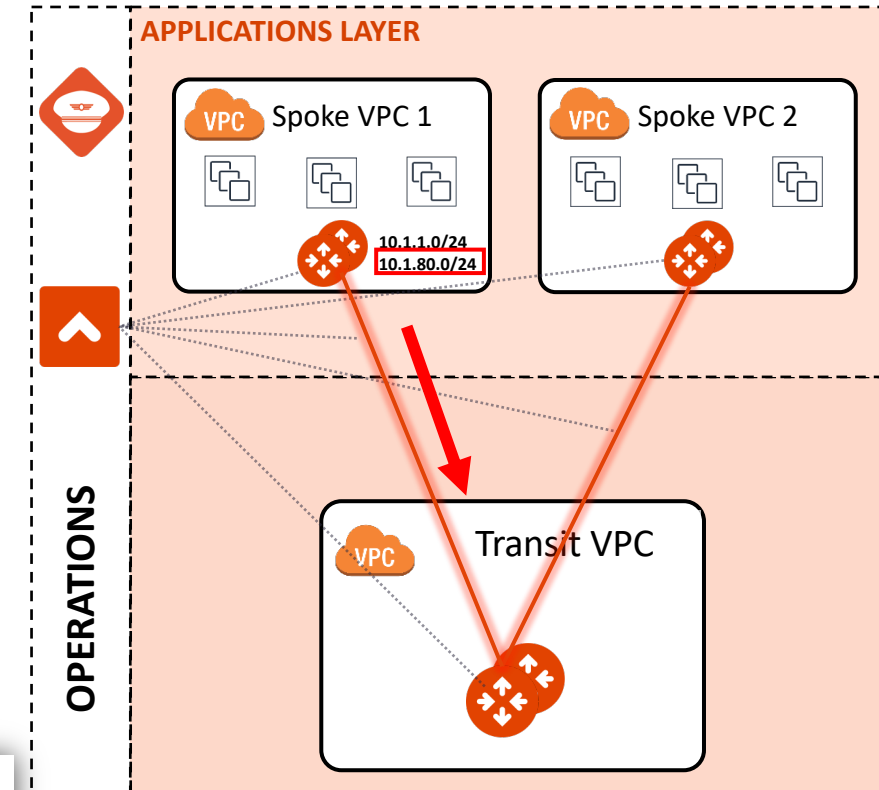 APPLICATIONS LAYER
VPC
Spoke VPC 1
VPC
Spoke VPC 2
10.1.1.0/24
10.1.80.0/24
OPERATIONS
VPC
Transit VPC